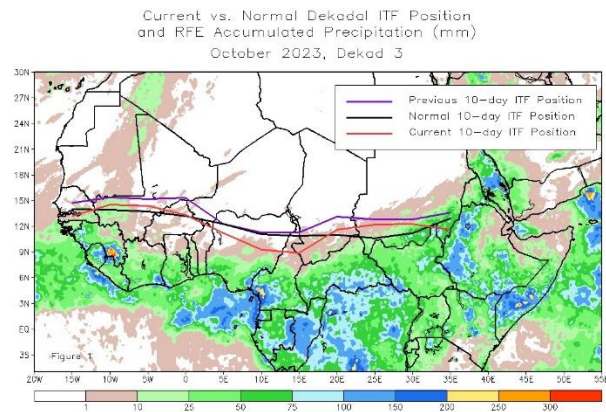 Current vs. Normal Dekadal ITF Position
and RFE Accumulated Precipitation (mm)
October 2023, Dekad 3
30N
27N
24N
21N
18N
15N
12N
9N
6N
3N
EQ
3S
Previous 10-day ITF Position
Normal 10-day ITF Position
Current 10-day ITF Position
Figure 1
20W 15W 10W 5W 0 5E 10E 15E 20E 25E 30E 35E 40E 45E 50E 55E
1 10 25 50 75 100 150 200 250 300